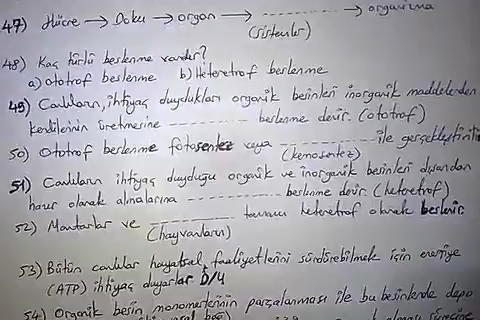 47) Hücre → Doku → organ → ------------ → organizma
(sistemler)
48) Kaç türlü beslenme vardır?
a) ototrof beslenme b) Heteretrof beslenme
49) Canlıların, ihtiyaç duydukları organik besinleri inorganik maddelerden
kendilerinin üretmesine ------------ beslenme denir. (ototrof)
50) Ototrof beslenme fotosentez veya ------------ ile gerçekleştirilir
(kemosentez)
51) Canlıların ihtiyaç duyduğu organik ve inorganik besinleri dışarıdan
hazır olarak almalarına ------------ beslenme denir. (heteretrof)
52) Mantarlar ve ------------ tamamı heteretrof olarak beslenir.
(hayvanların)
53) Bütün canlılar hayatsal faaliyetlerini sürdürebilmek için enerjiye
(ATP) ihtiyaç duyarlar D/Y
54) Organik besin monomerlerinin parçalanması ile bu besinlerde depo